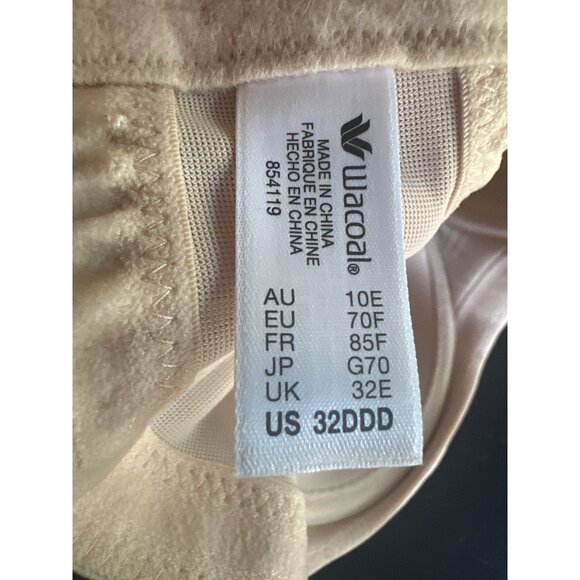 wacoal®
MADE IN CHINA
FABRIQUE EN CHINE
HECHO EN CHINA
854119
AU 10E
EU 70F
FR 85F
JP G70
UK 32E
US 32DDD